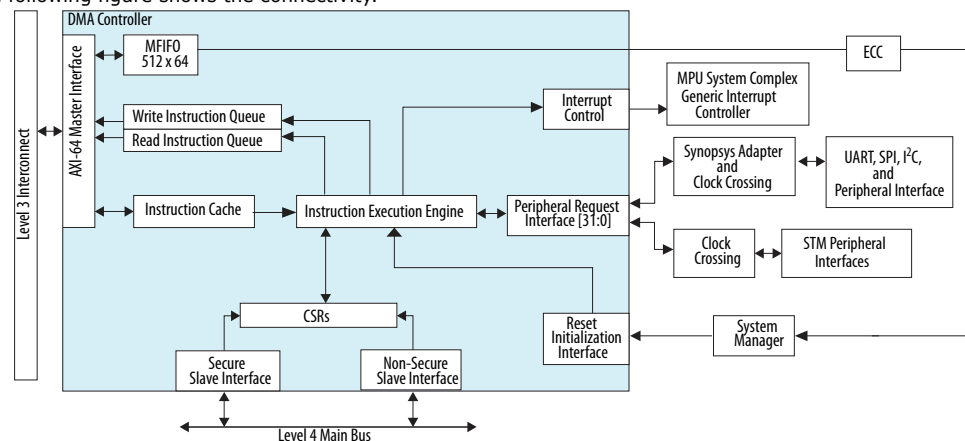 following figure shows the connectivity.
DMA Controller
MFIFO
512 x 64
ECC
AXI-64 Master Interface
Level 3 Interconnect
Write Instruction Queue
Read Instruction Queue
Interrupt
Control
MPU System Complex
Generic Interrupt
Controller
Synopsys Adapter
and
Clock Crossing
UART, SPI, I²C,
and
Peripheral Interface
Instruction Cache
Instruction Execution Engine
Peripheral Request
Interface [31:0]
Clock
Crossing
STM Peripheral
Interfaces
CSRs
Reset
Initialization
Interface
System
Manager
Secure
Slave Interface
Non-Secure
Slave Interface
Level 4 Main Bus